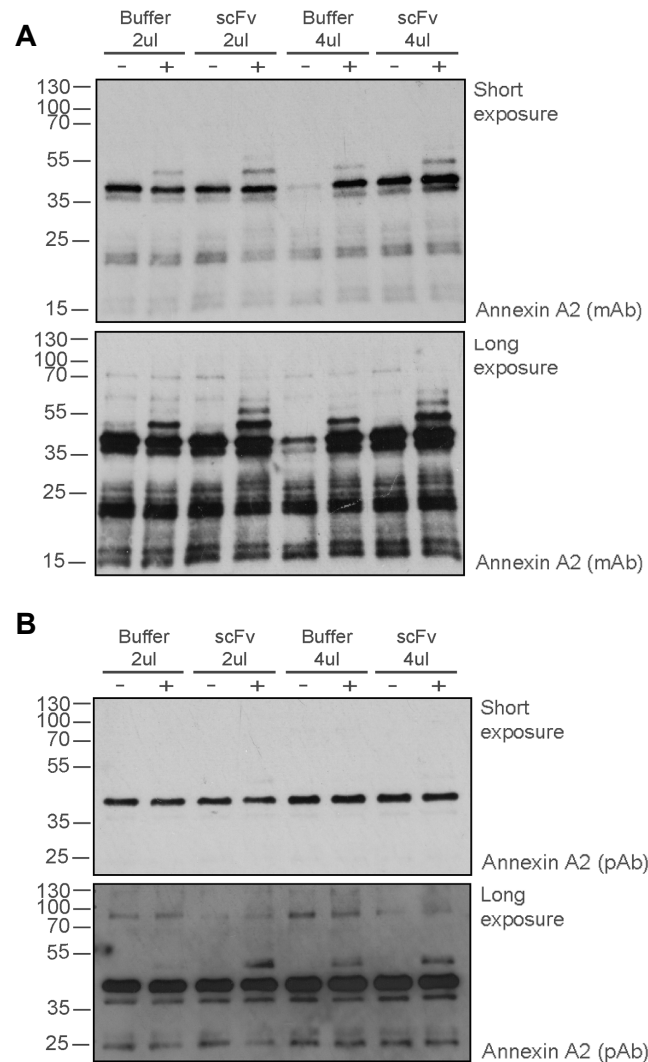 A
Buffer scFv Buffer scFv
2ul 2ul 4ul 4ul
- + - + - + - +
130
100
70
55
35
25
15
Short
exposure
Annexin A2 (mAb)
130
100
70
55
35
25
15
Long
exposure
Annexin A2 (mAb)
B
Buffer scFv Buffer scFv
2ul 2ul 4ul 4ul
- + - + - + - +
130
100
70
55
35
25
Short
exposure
Annexin A2 (pAb)
130
100
70
55
35
25
Long
exposure
Annexin A2 (pAb)